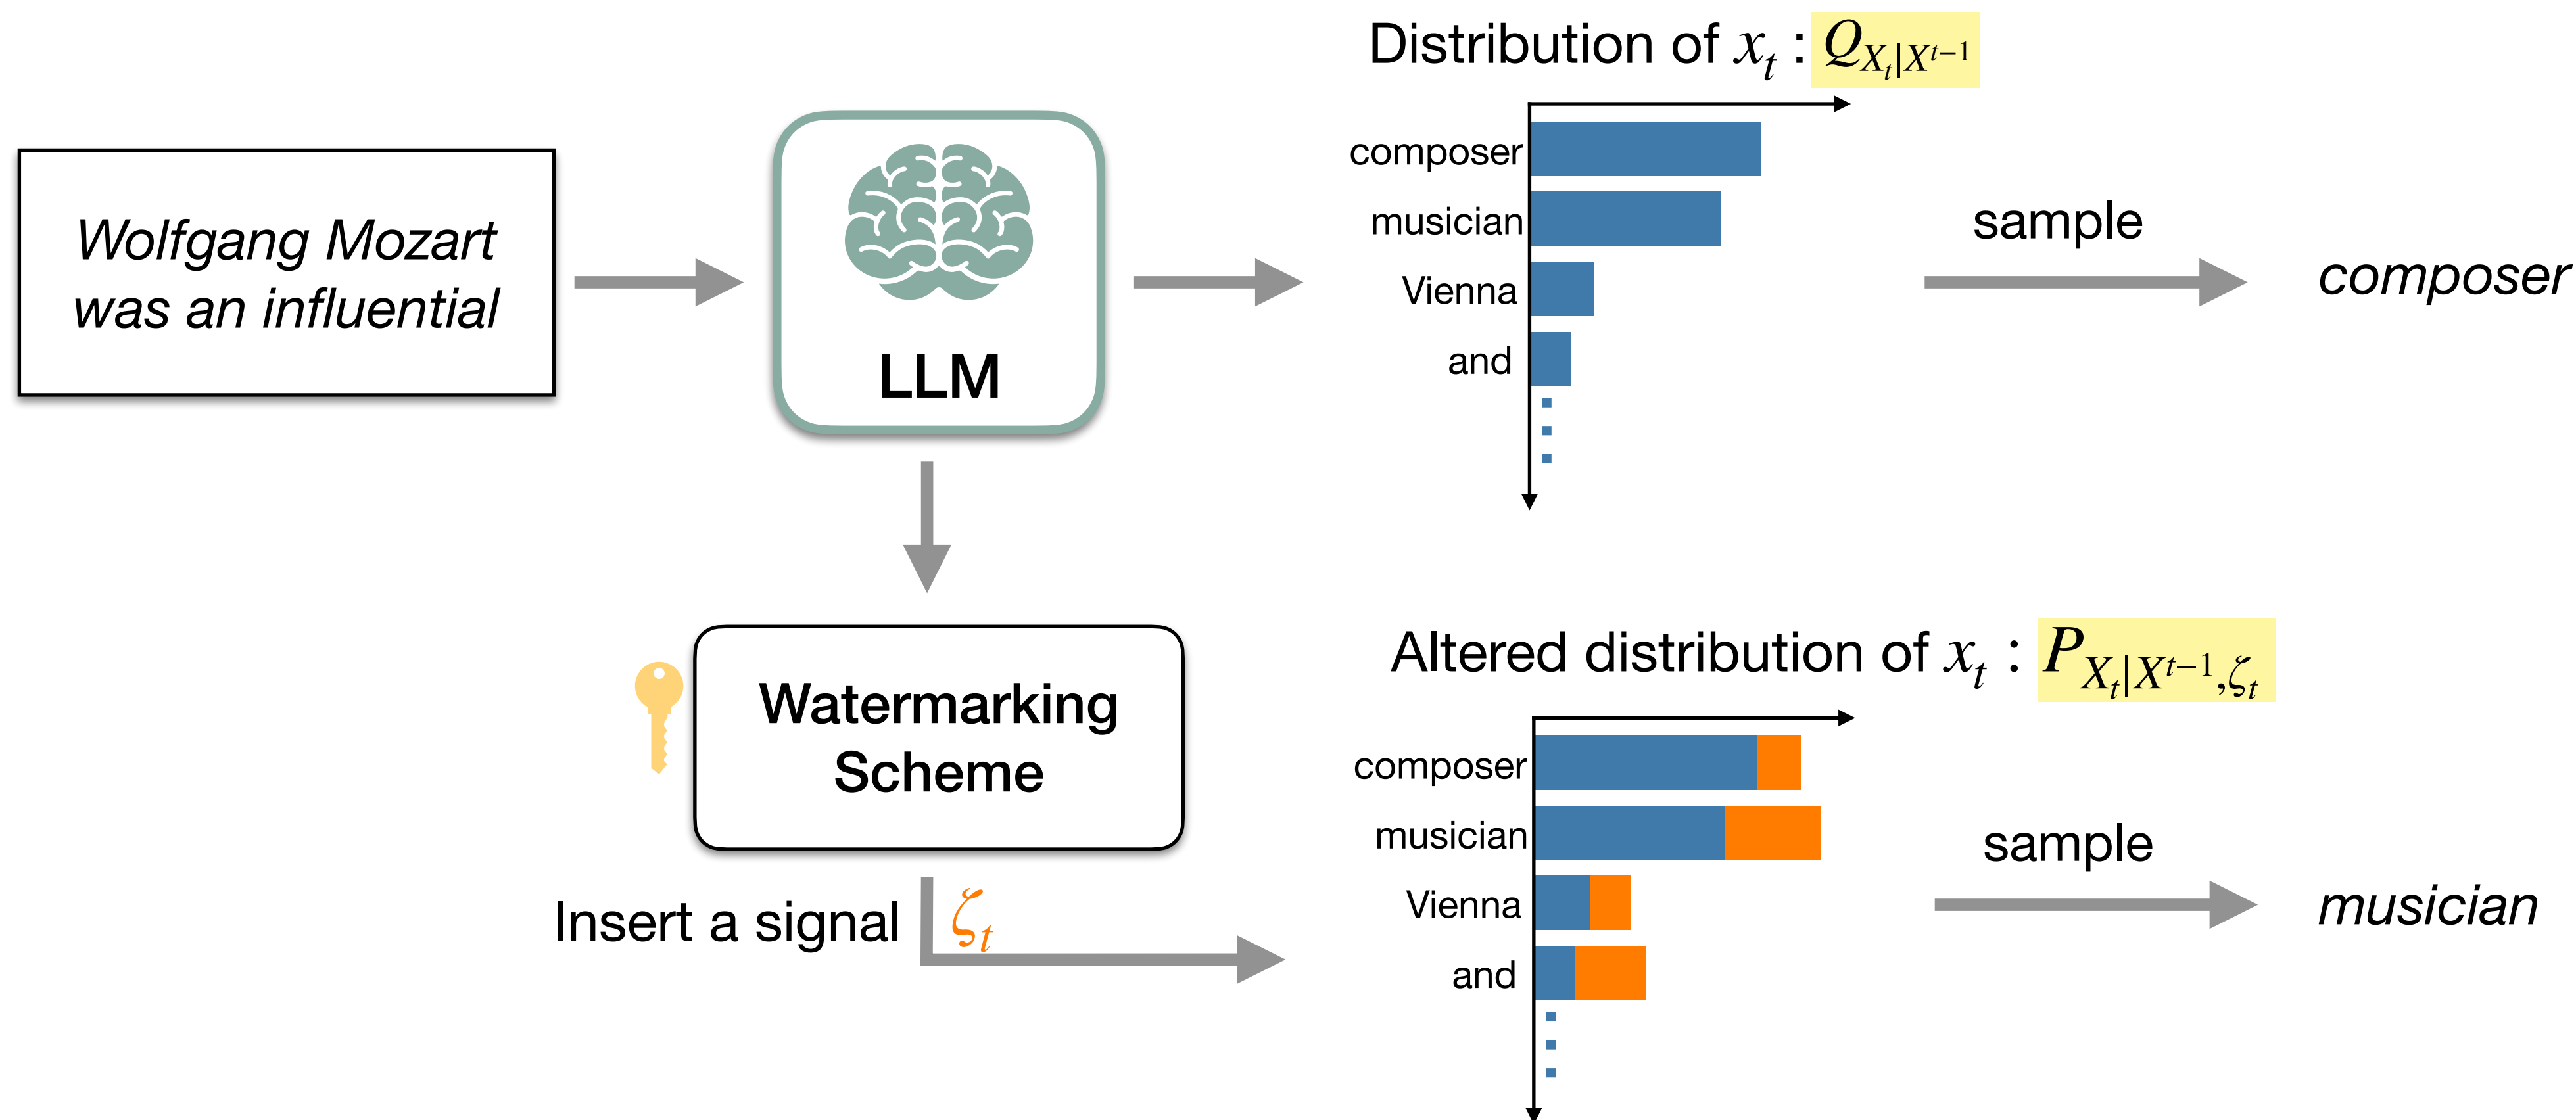 Distribution of x_t : Q_{X_t|X^{t−1}}
Wolfgang Mozart
was an influential
LLM
composer
musician
Vienna
and
sample
composer
Watermarking
Scheme
Insert a signal ζ_t
Altered distribution of x_t : P_{X_t|X^{t−1},ζ_t}
composer
musician
Vienna
and
sample
musician